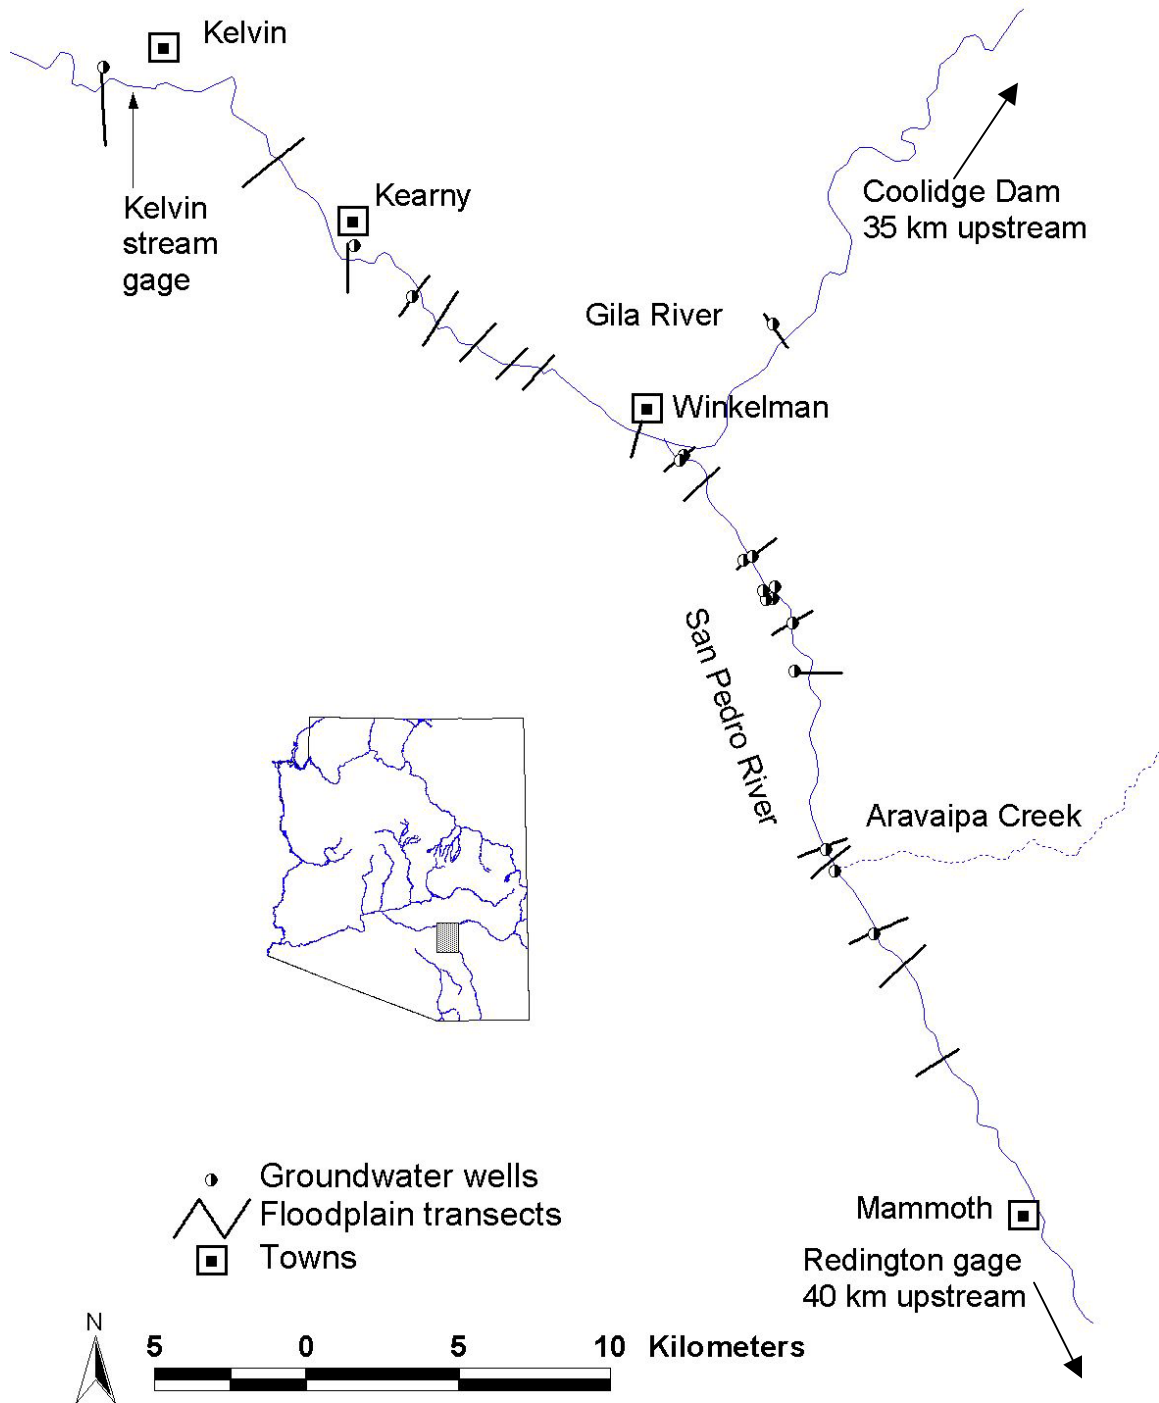 Kelvin
Kelvin
stream
gage
Kearny
Coolidge Dam
35 km upstream
Gila River
Winkelman
San Pedro River
Aravaipa Creek
Groundwater wells
Floodplain transects
Towns
Mammoth
Redington gage
40 km upstream
N
5 0 5 10 Kilometers